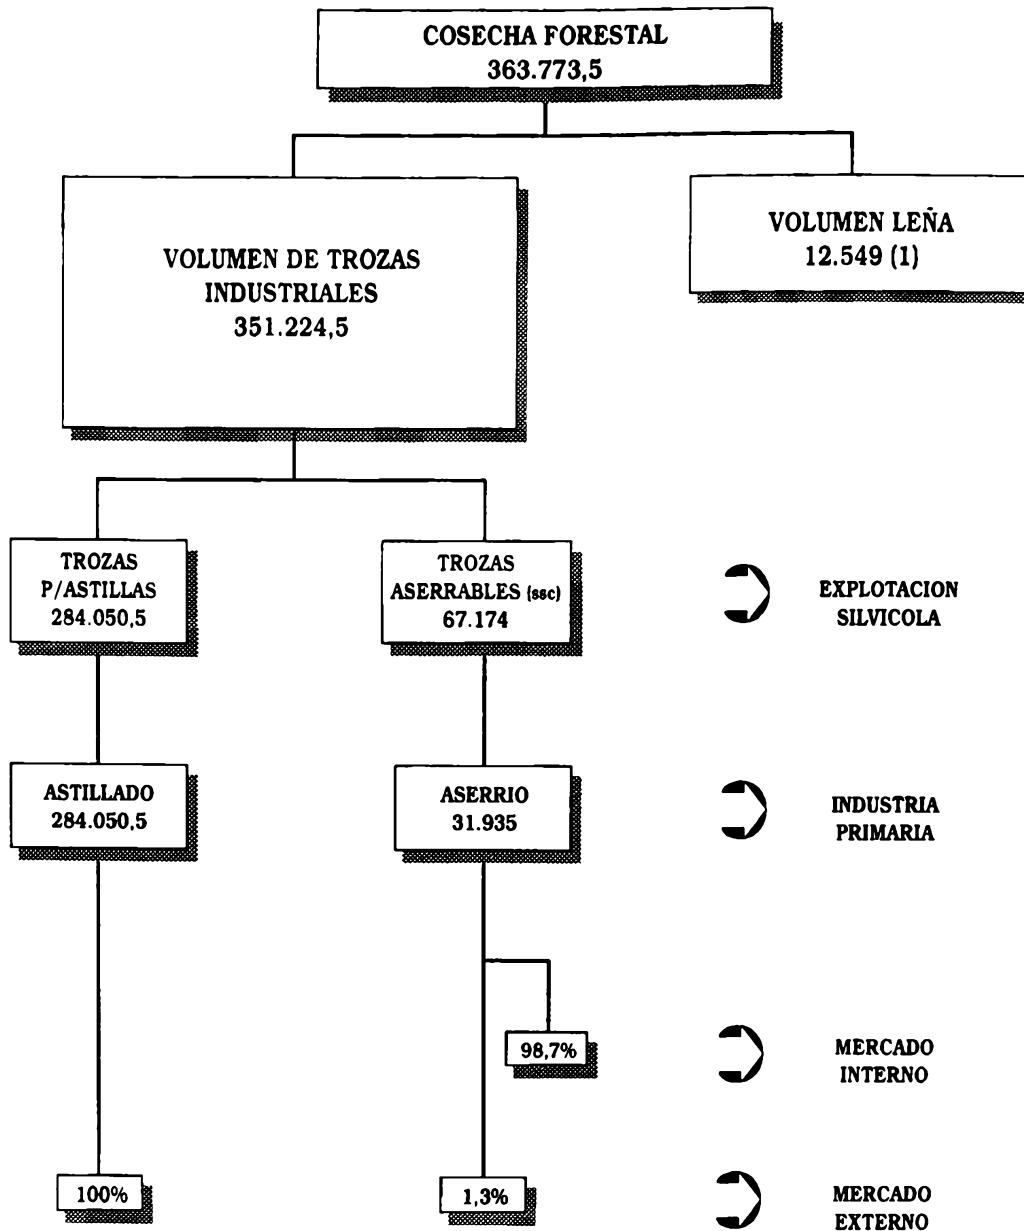 COSECHA FORESTAL
363.773,5
VOLUMEN DE TROZAS
INDUSTRIALES
351.224,5
VOLUMEN LEÑA
12.549 (1)
TROZAS
P/ASTILLAS
284.050,5
TROZAS
ASERRABLES (ssc)
67.174
EXPLOTACION
SILVICOLA
ASTILLADO
284.050,5
ASERRIO
31.935
INDUSTRIA
PRIMARIA
98,7%
MERCADO
INTERNO
100%
1,3%
MERCADO
EXTERNO